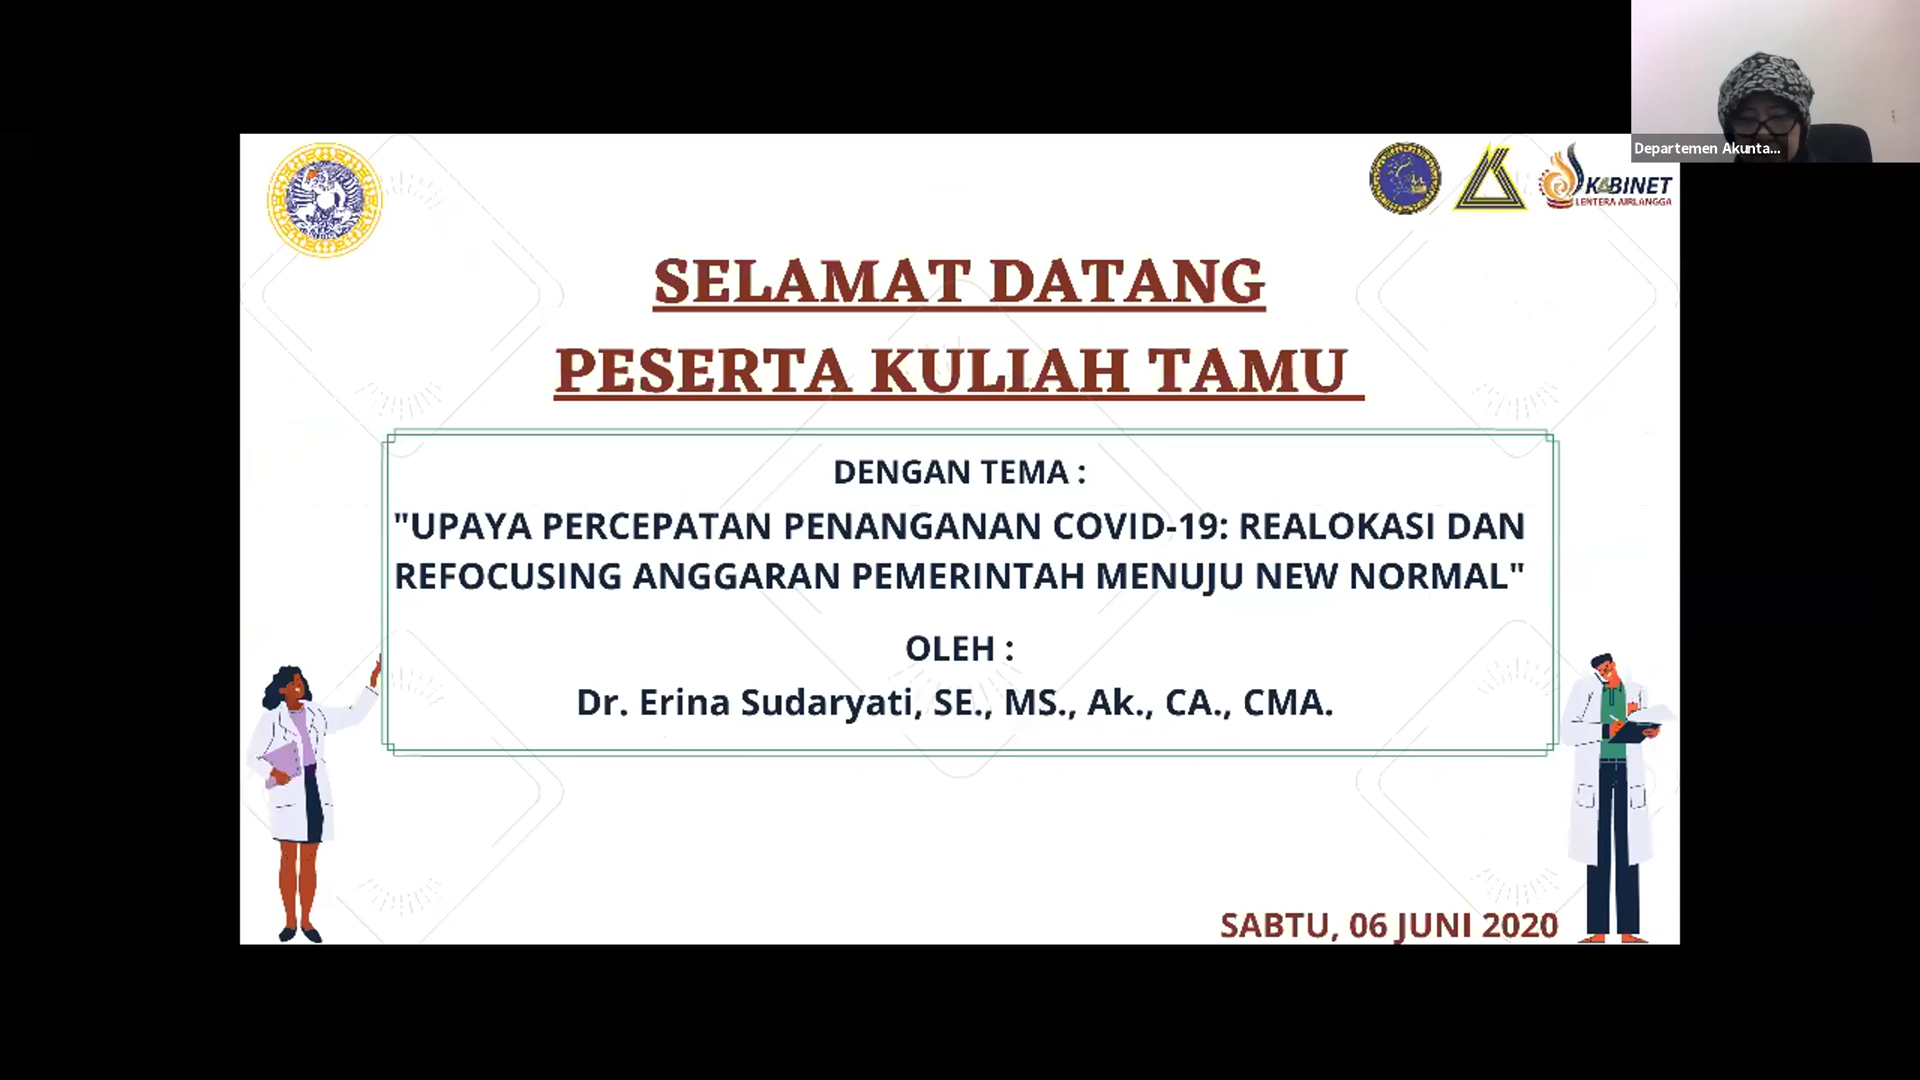 Departemen Akunta...
KABINET
LENTERA AIRLANGGA
SELAMAT DATANG
PESERTA KULIAH TAMU
DENGAN TEMA :
"UPAYA PERCEPATAN PENANGANAN COVID-19: REALOKASI DAN
REFOCUSING ANGGARAN PEMERINTAH MENUJU NEW NORMAL"
OLEH :
Dr. Erina Sudaryati, SE., MS., Ak., CA., CMA.
SABTU, 06 JUNI 2020